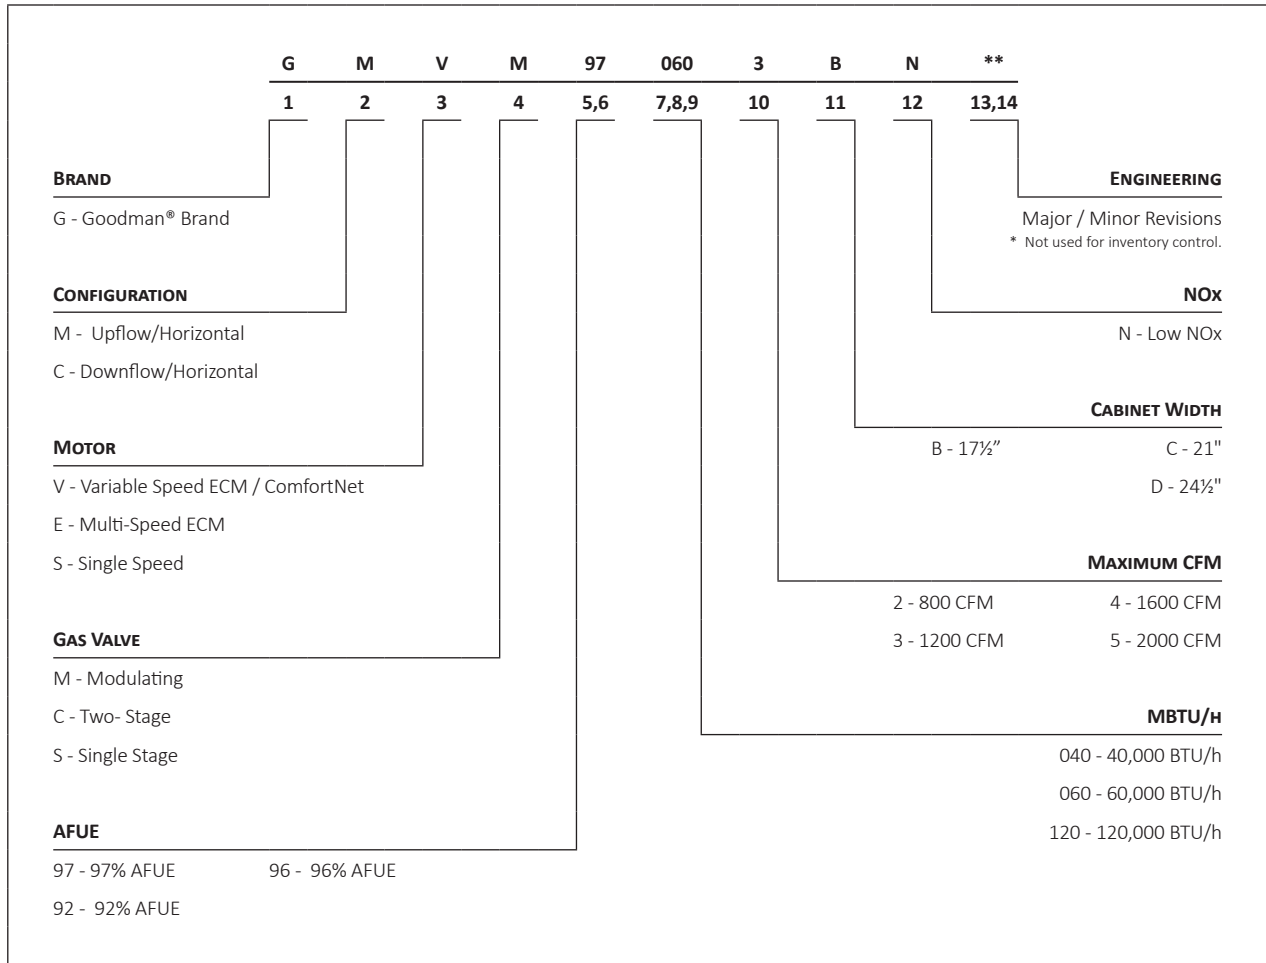 G M V M 97 060 3 B N **
1 2 3 4 5,6 7,8,9 10 11 12 13,14
BRAND
G - Goodman® Brand
CONFIGURATION
M - Upflow/Horizontal
C - Downflow/Horizontal
MOTOR
V - Variable Speed ECM / ComfortNet
E - Multi-Speed ECM
S - Single Speed
GAS VALVE
M - Modulating
C - Two- Stage
S - Single Stage
AFUE
97 - 97% AFUE 96 - 96% AFUE
92 - 92% AFUE
ENGINEERING
Major / Minor Revisions
* Not used for inventory control.
NOx
N - Low NOx
CABINET WIDTH
B - 17½” C - 21"
D - 24½"
MAXIMUM CFM
2 - 800 CFM 4 - 1600 CFM
3 - 1200 CFM 5 - 2000 CFM
MBTU/H
040 - 40,000 BTU/h
060 - 60,000 BTU/h
120 - 120,000 BTU/h